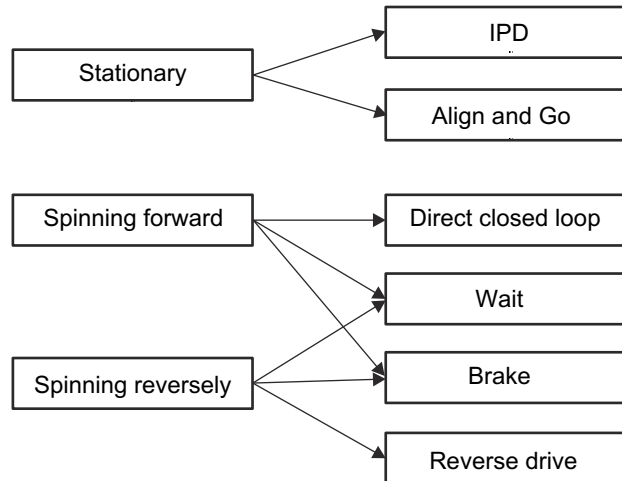 IPD
Stationary
Align and Go
Spinning forward
Direct closed loop
Wait
Spinning reversely
Brake
Reverse drive